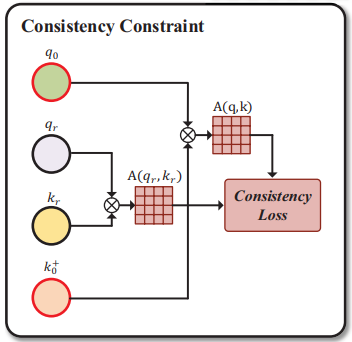 Consistency Constraint
q₀
A(q,k)
qᵣ
kᵣ
A(qᵣ,kᵣ)
Consistency
Loss
k₀⁺